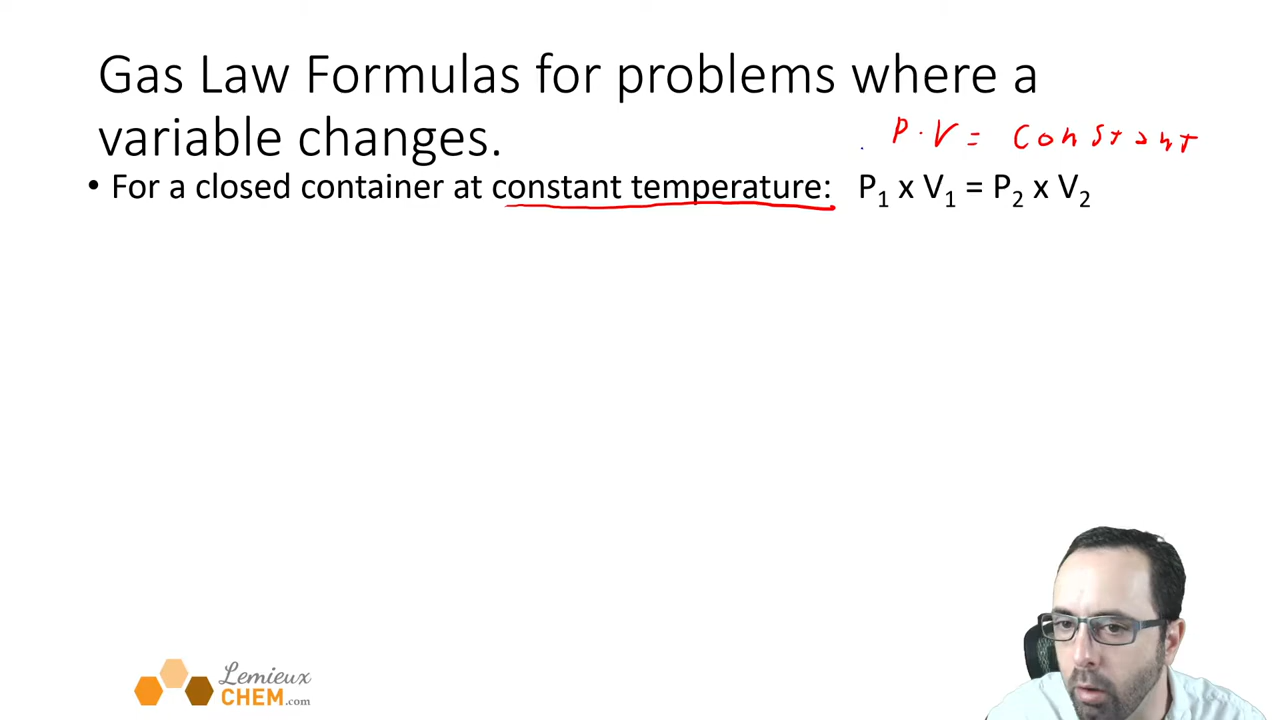 Gas Law Formulas for problems where a
variable changes.
P · V = Constant
• For a closed container at constant temperature: P₁ x V₁ = P₂ x V₂
Lemieux
CHEM.com